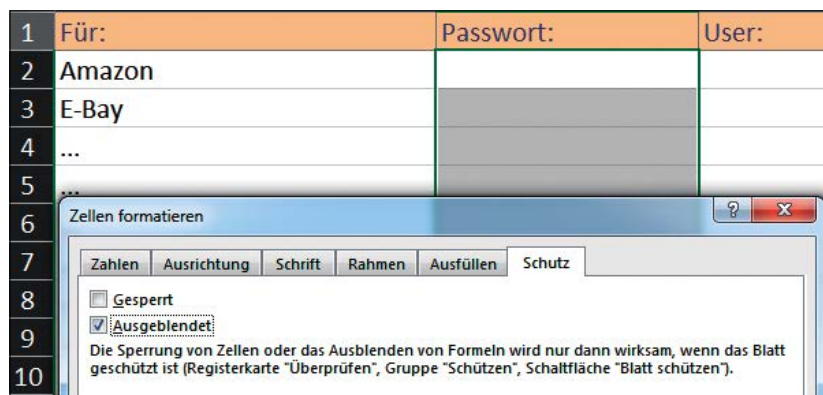 1 Für: Passwort: User:
2 Amazon
3 E-Bay
4 ...
5 ...
6 Zellen formatieren ? X
7 Zahlen Ausrichtung Schrift Rahmen Ausfüllen Schutz
8 Gesperrt
9 Ausgeblendet
Die Sperrung von Zellen oder das Ausblenden von Formeln wird nur dann wirksam, wenn das Blatt
10 geschützt ist (Registerkarte "Überprüfen", Gruppe "Schützen", Schaltfläche "Blatt schützen").